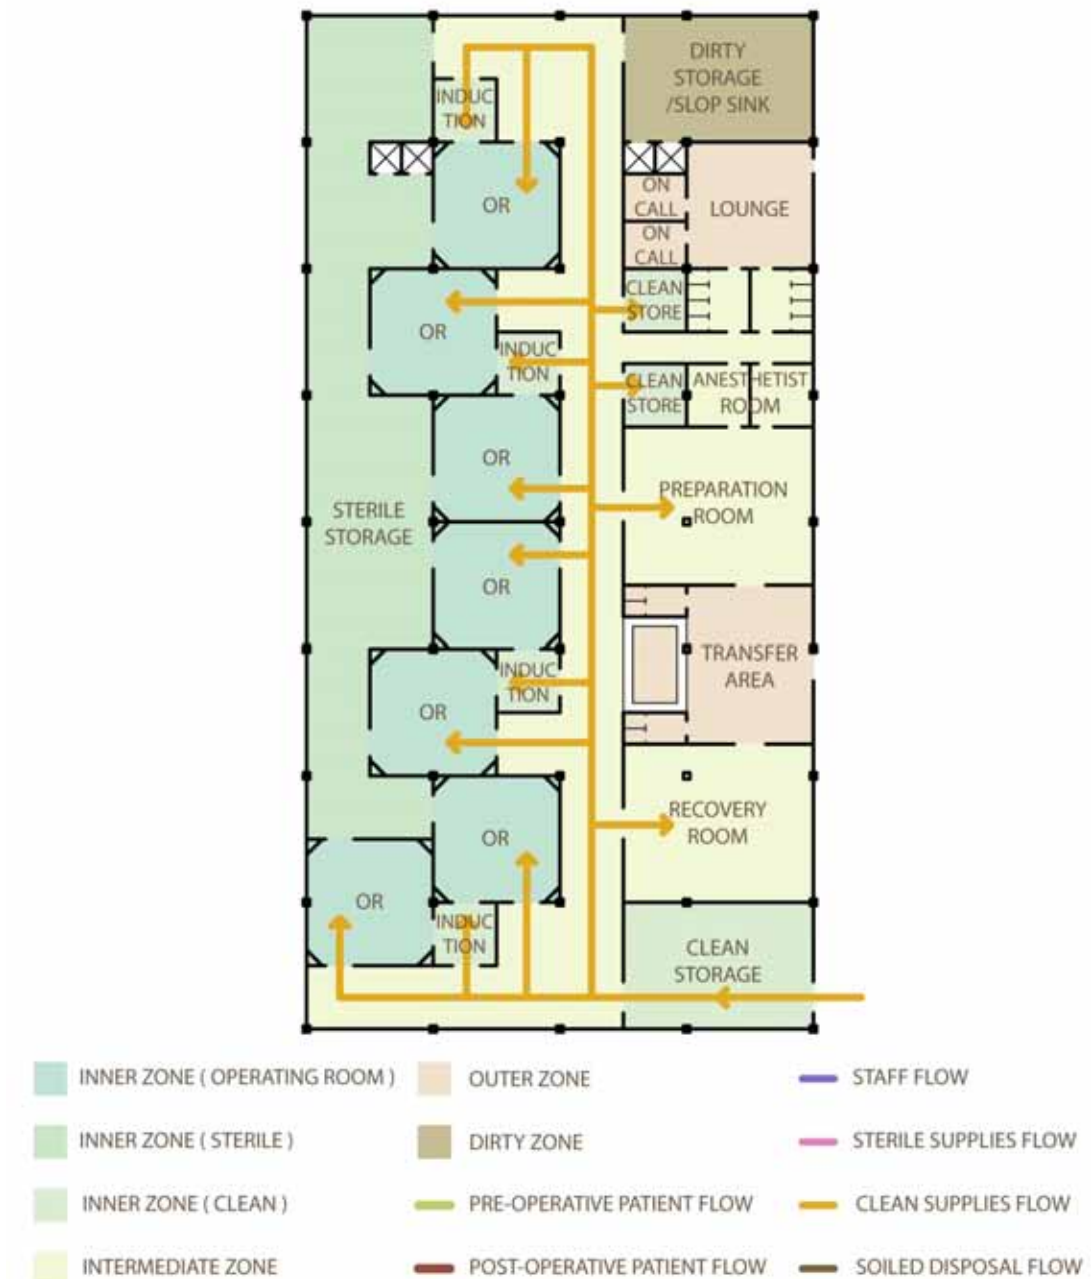 DIRTY
STORAGE
/SLOP SINK
INDUC
TION
ON
CALL
OR
LOUNGE
ON
CALL
CLEAN
STORE
OR
INDUC
TION
CLEAN
STORE
ANESTHETIST
ROOM
OR
PREPARATION
ROOM
STERILE
STORAGE
OR
TRANSFER
AREA
INDUC
TION
OR
RECOVERY
ROOM
OR
OR
INDUC
TION
CLEAN
STORAGE
INNER ZONE ( OPERATING ROOM )
OUTER ZONE
STAFF FLOW
INNER ZONE ( STERILE )
DIRTY ZONE
STERILE SUPPLIES FLOW
INNER ZONE ( CLEAN )
PRE-OPERATIVE PATIENT FLOW
CLEAN SUPPLIES FLOW
INTERMEDIATE ZONE
POST-OPERATIVE PATIENT FLOW
SOILED DISPOSAL FLOW